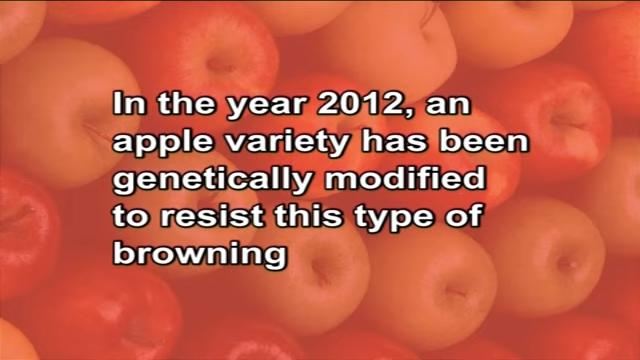 In the year 2012, an
apple variety has been
genetically modified
to resist this type of
browning